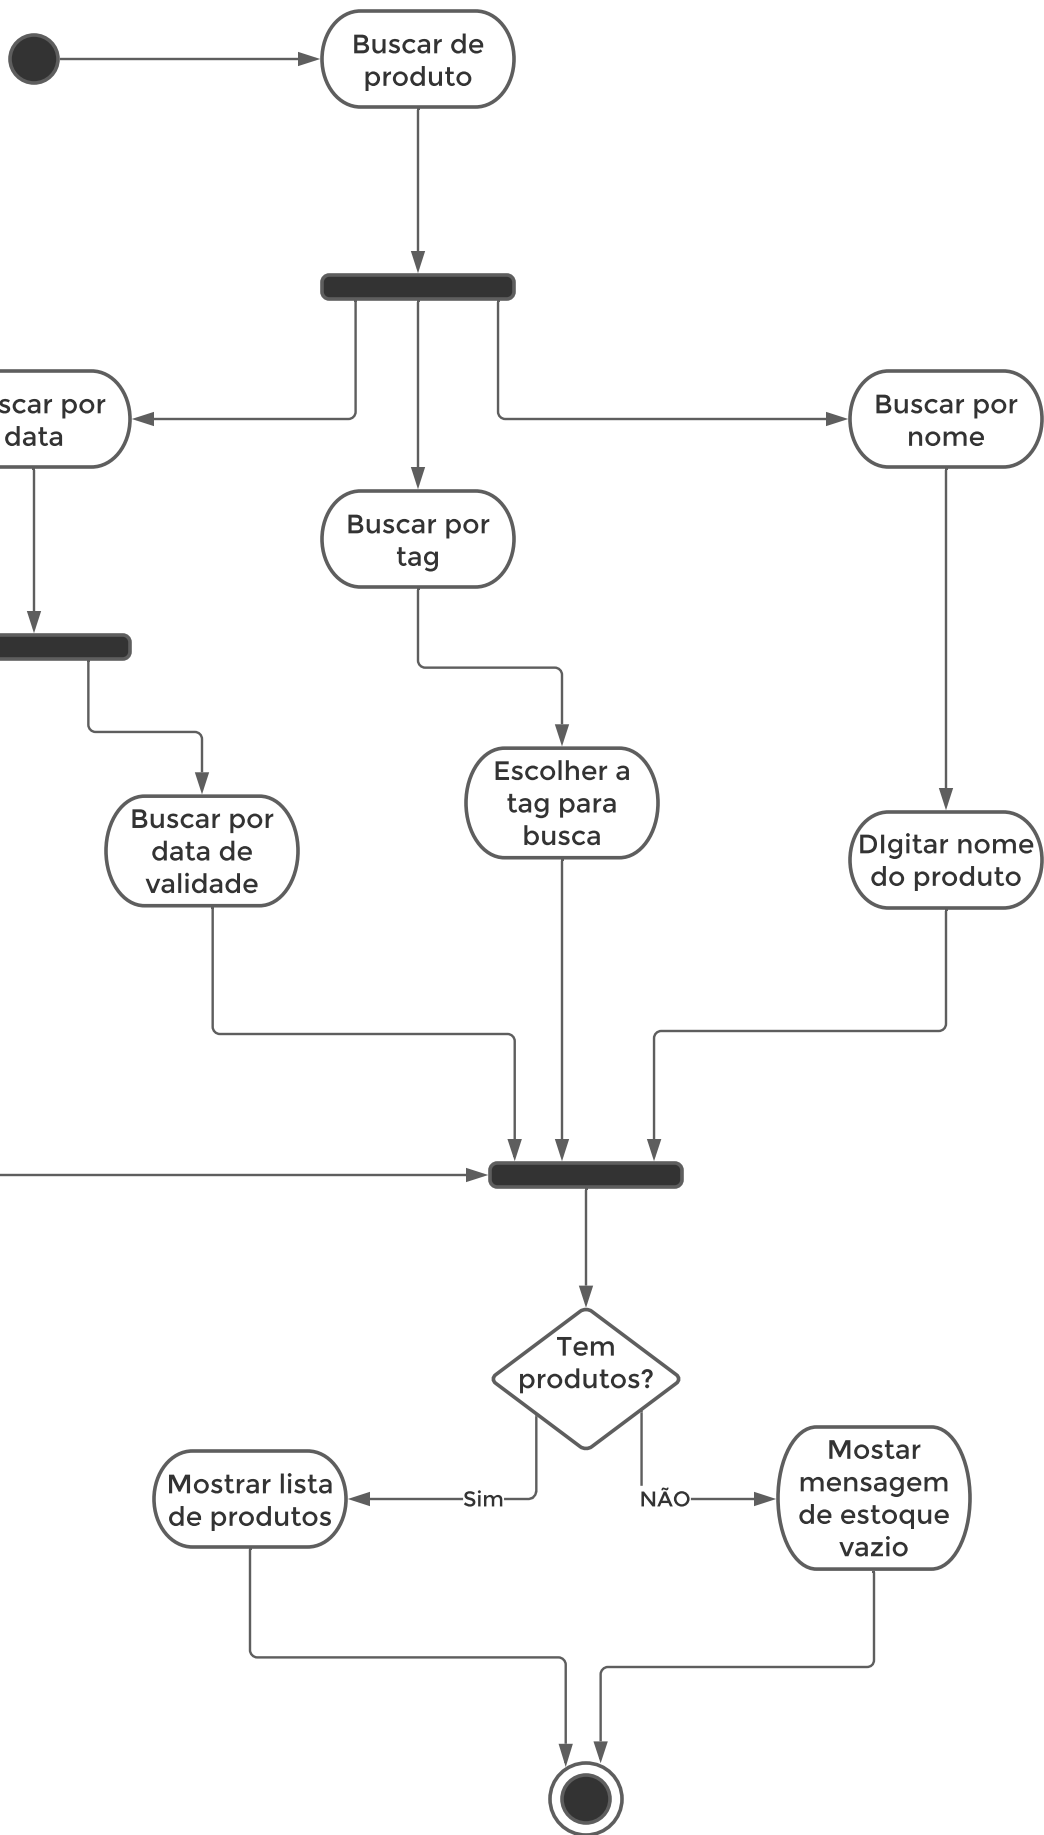 Buscar de
produto
scar por
data
Buscar por
nome
Buscar por
tag
Escolher a
tag para
busca
Buscar por
data de
validade
DIgitar nome
do produto
Tem
produtos?
Sim
NÃO
Mostrar lista
de produtos
Mostar
mensagem
de estoque
vazio